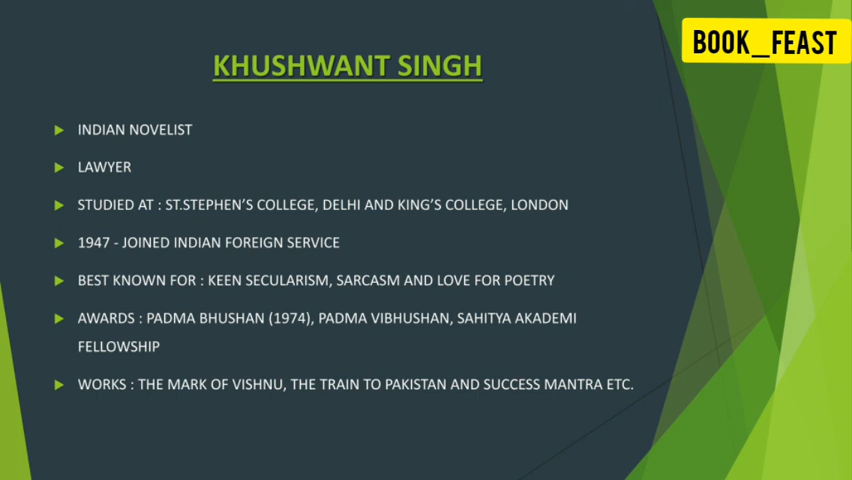 BOOK_FEAST
KHUSHWANT SINGH
INDIAN NOVELIST
LAWYER
STUDIED AT : ST.STEPHEN'S COLLEGE, DELHI AND KING'S COLLEGE, LONDON
1947 - JOINED INDIAN FOREIGN SERVICE
BEST KNOWN FOR : KEEN SECULARISM, SARCASM AND LOVE FOR POETRY
AWARDS : PADMA BHUSHAN (1974), PADMA VIBHUSHAN, SAHITYA AKADEMI
FELLOWSHIP
WORKS : THE MARK OF VISHNU, THE TRAIN TO PAKISTAN AND SUCCESS MANTRA ETC.